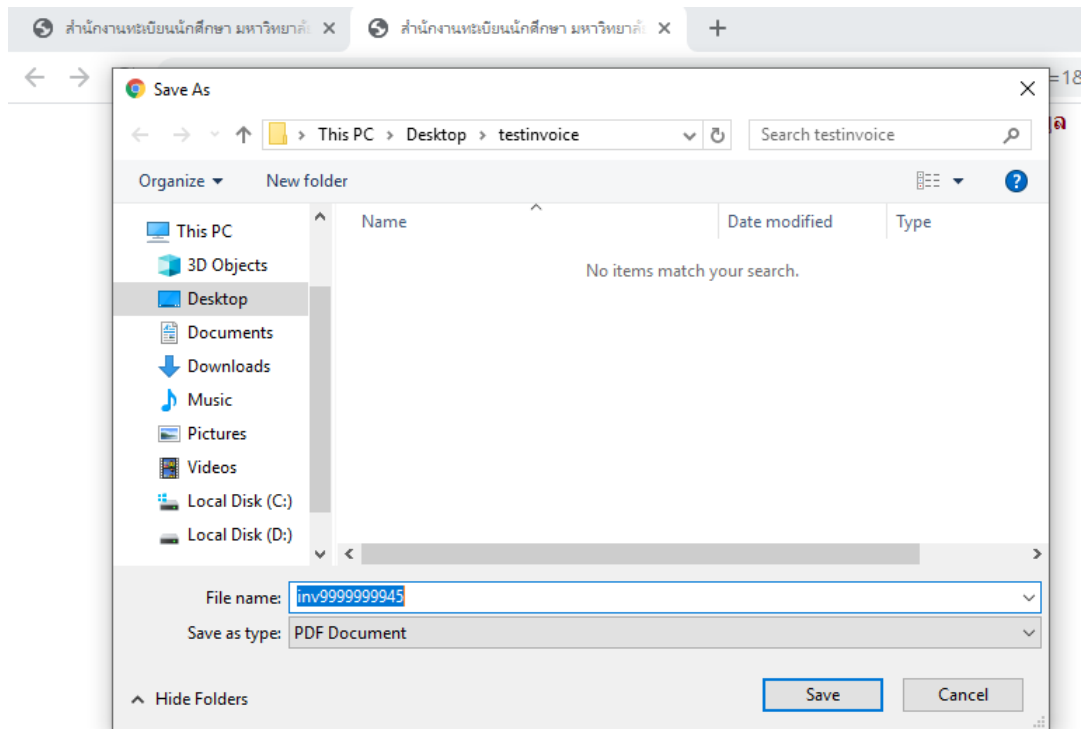 สำนักงานทะเบียนนักศึกษา มหาวิทยาลั สำนักงานทะเบียนนักศึกษา มหาวิทยาลั
=18
Save As
This PC > Desktop > testinvoice Search testinvoice
Organize New folder
Name Date modified Type
This PC
No items match your search.
3D Objects
Desktop
Documents
Downloads
Music
Pictures
Videos
Local Disk (C:)
Local Disk (D:)
File name: inv9999999945
Save as type: PDF Document
Hide Folders Save Cancel